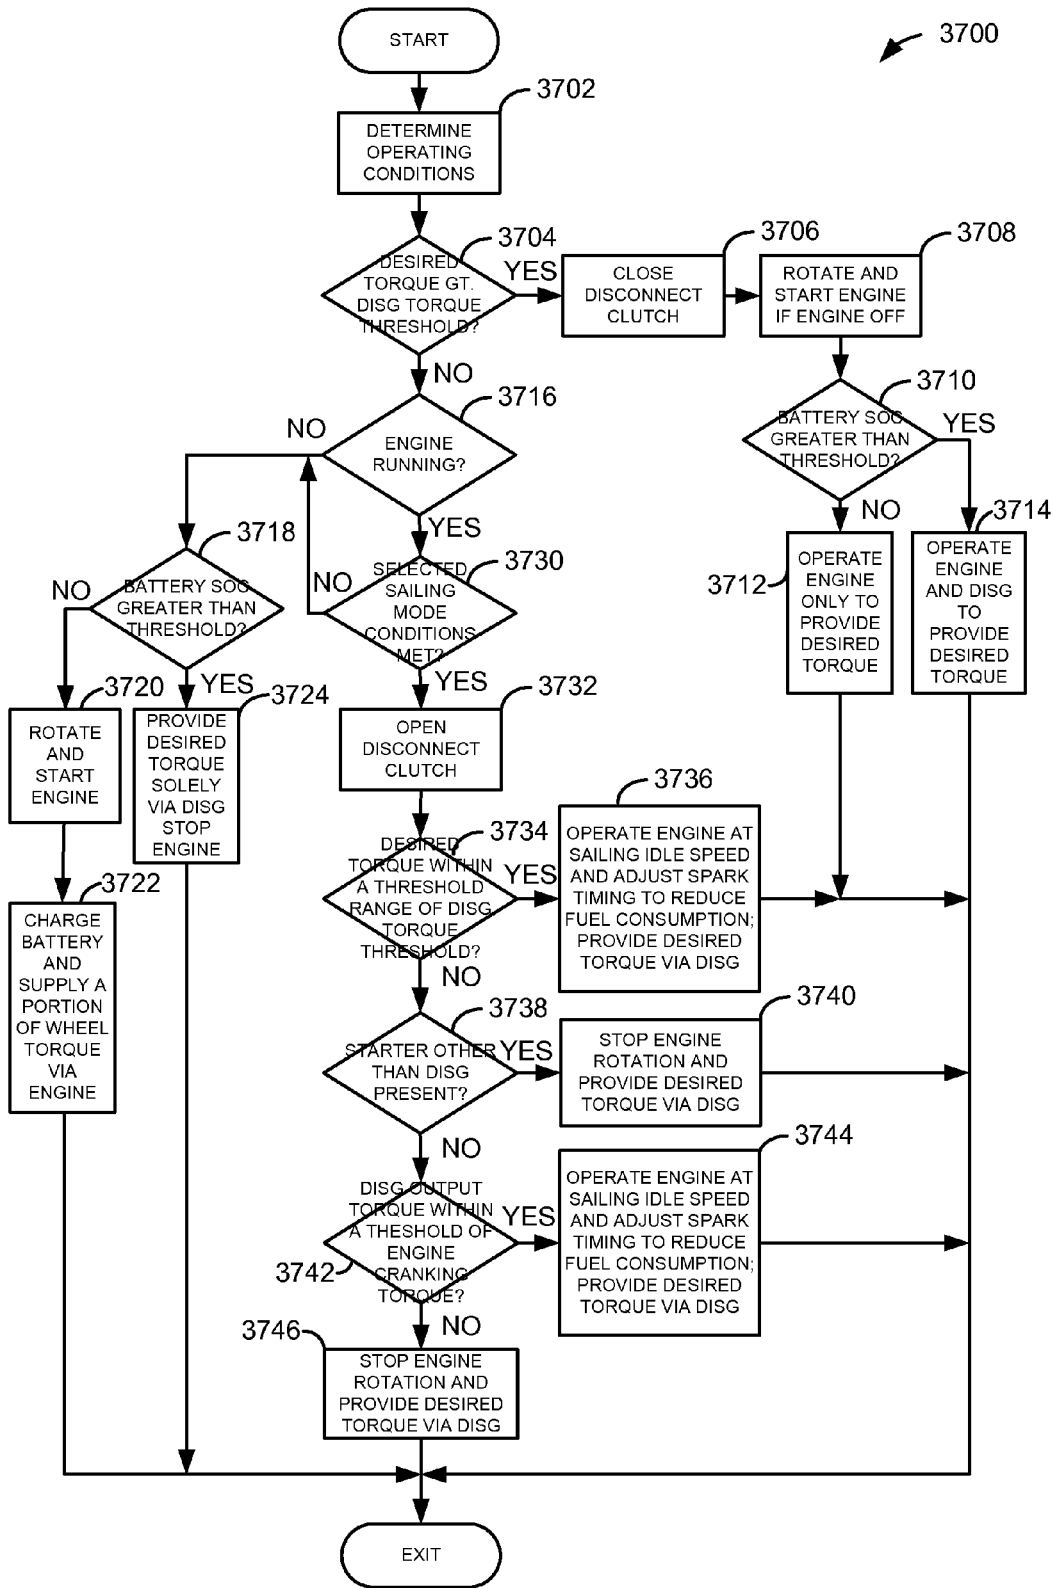 START
3700
3702
DETERMINE
OPERATING
CONDITIONS
3704
DESIRED
TORQUE GT.
DISG TORQUE
THRESHOLD?
YES
NO
3706
CLOSE
DISCONNECT
CLUTCH
3708
ROTATE AND
START ENGINE
IF ENGINE OFF
3710
BATTERY SOC
GREATER THAN
THRESHOLD?
YES
NO
3712
OPERATE
ENGINE
ONLY TO
PROVIDE
DESIRED
TORQUE
3714
OPERATE
ENGINE
AND DISG
TO
PROVIDE
DESIRED
TORQUE
3716
ENGINE
RUNNING?
NO
YES
3718
BATTERY SOC
GREATER THAN
THRESHOLD?
NO
YES
3720
ROTATE
AND
START
ENGINE
3722
CHARGE
BATTERY
AND
SUPPLY A
PORTION
OF WHEEL
TORQUE
VIA
ENGINE
3724
PROVIDE
DESIRED
TORQUE
SOLELY
VIA DISG
STOP
ENGINE
3730
SELECTED
SAILING
MODE
CONDITIONS
MET?
NO
YES
3732
OPEN
DISCONNECT
CLUTCH
3734
DESIRED
TORQUE WITHIN
A THRESHOLD
RANGE OF DISG
TORQUE
THRESHOLD?
YES
NO
3736
OPERATE ENGINE AT
SAILING IDLE SPEED
AND ADJUST SPARK
TIMING TO REDUCE
FUEL CONSUMPTION;
PROVIDE DESIRED
TORQUE VIA DISG
3738
STARTER OTHER
THAN DISG
PRESENT?
YES
NO
3740
STOP ENGINE
ROTATION AND
PROVIDE DESIRED
TORQUE VIA DISG
3742
DISG OUTPUT
TORQUE WITHIN
A THESHOLD OF
ENGINE
CRANKING
TORQUE?
YES
NO
3744
OPERATE ENGINE AT
SAILING IDLE SPEED
AND ADJUST SPARK
TIMING TO REDUCE
FUEL CONSUMPTION;
PROVIDE DESIRED
TORQUE VIA DISG
3746
STOP ENGINE
ROTATION AND
PROVIDE DESIRED
TORQUE VIA DISG
EXIT